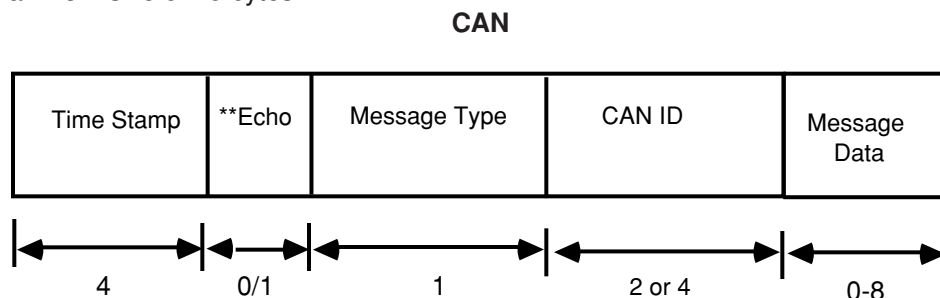 CAN
Time Stamp **Echo Message Type CAN ID Message
Data
4 0/1 1 2 or 4 0-8